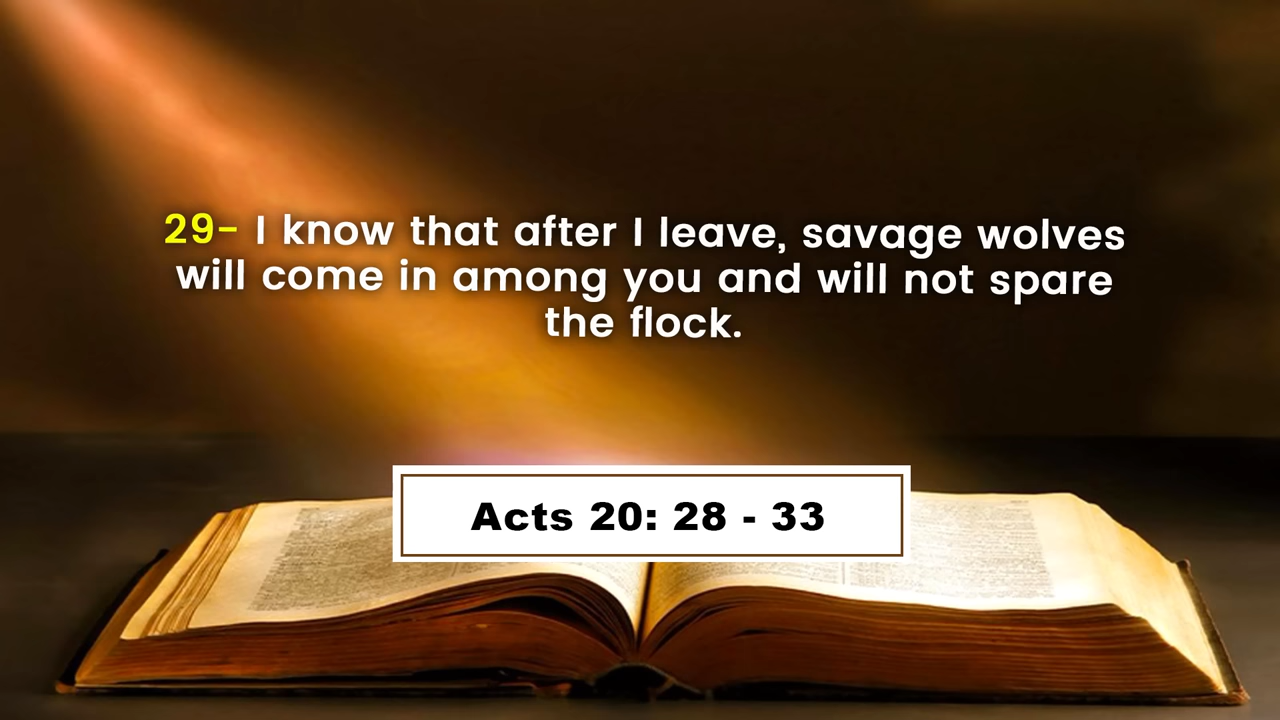 29- I know that after I leave, savage wolves
will come in among you and will not spare
the flock.
Acts 20: 28 - 33